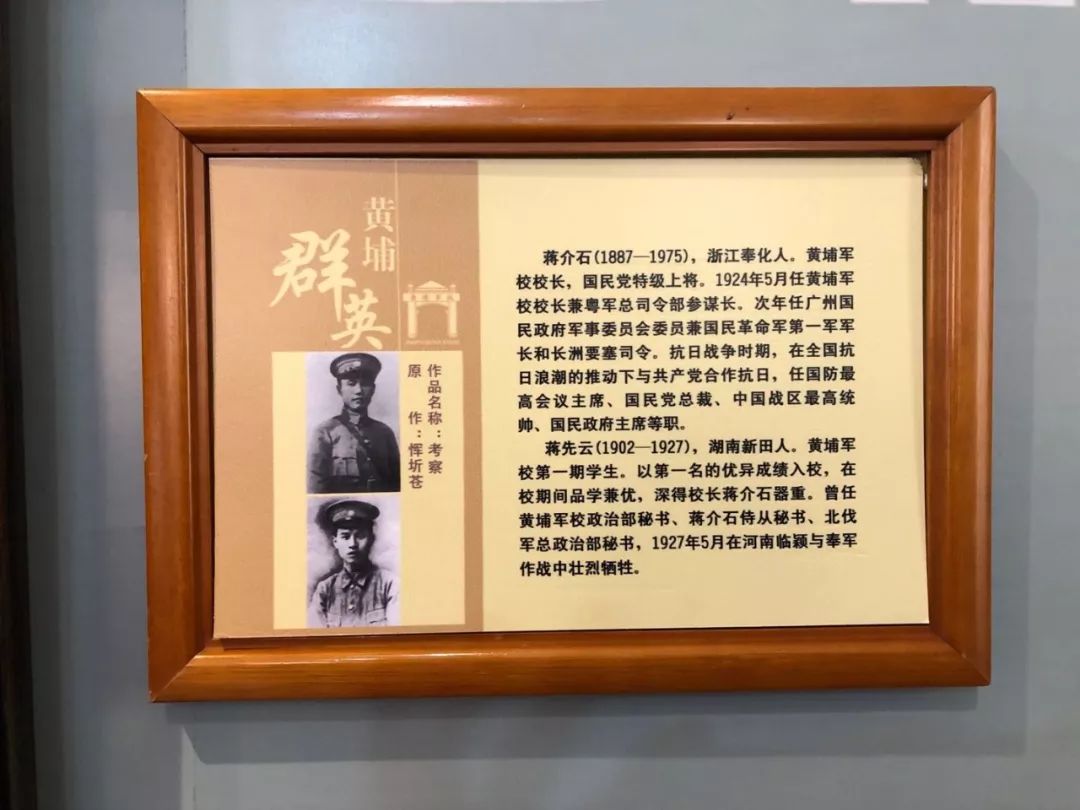 黄埔
群英
作品名称：考察
原　作：恽圻苍
蒋介石(1887—1975)，浙江奉化人。黄埔军
校校长，国民党特级上将。1924年5月任黄埔军
校校长兼粤军总司令部参谋长。次年任广州国
民政府军事委员会委员兼国民革命军第一军军
长和长洲要塞司令。抗日战争时期，在全国抗
日浪潮的推动下与共产党合作抗日，任国防最
高会议主席、国民党总裁、中国战区最高统
帅、国民政府主席等职。
蒋先云(1902—1927)，湖南新田人。黄埔军
校第一期学生。以第一名的优异成绩入校，在
校期间品学兼优，深得校长蒋介石器重。曾任
黄埔军校政治部秘书、蒋介石侍从秘书、北伐
军总政治部秘书，1927年5月在河南临颍与奉军
作战中壮烈牺牲。